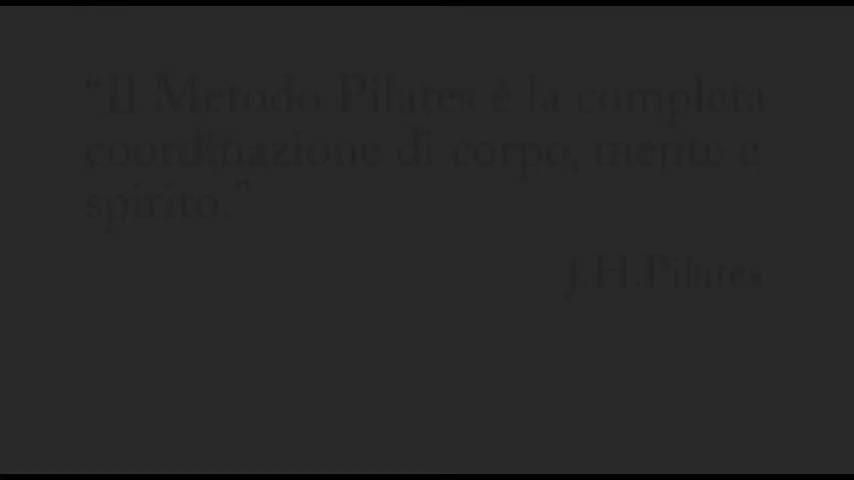 “Il Metodo Pilates è la completa
coordinazione di corpo, mente e
spirito.”
J.H.Pilates